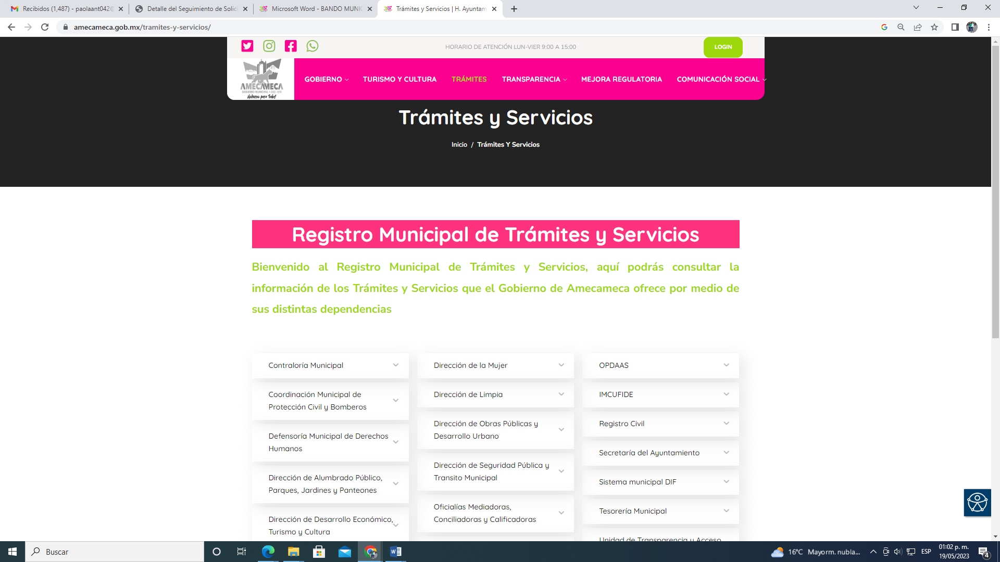 Recibidos (1,487) - paolaant042@
Detalle del Seguimiento de Solici
Microsoft Word - BANDO MUNIC
Trámites y Servicios | H. Ayuntam
amecameca.gob.mx/tramites-y-servicios/
HORARIO DE ATENCIÓN LUN-VIER 9:00 A 15:00
LOGIN
AMECAMECA
GOBIERNO MUNICIPAL • 2022 - 2024
¡Gobierno para Todos!
GOBIERNO
TURISMO Y CULTURA
TRÁMITES
TRANSPARENCIA
MEJORA REGULATORIA
COMUNICACIÓN SOCIAL
Trámites y Servicios
Inicio / Trámites Y Servicios
Registro Municipal de Trámites y Servicios
Bienvenido al Registro Municipal de Trámites y Servicios, aquí podrás consultar la
información de los Trámites y Servicios que el Gobierno de Amecameca ofrece por medio de
sus distintas dependencias
Contraloría Municipal
Coordinación Municipal de
Protección Civil y Bomberos
Defensoría Municipal de Derechos
Humanos
Dirección de Alumbrado Público,
Parques, Jardines y Panteones
Dirección de Desarrollo Económico,
Turismo y Cultura
Dirección de la Mujer
Dirección de Limpia
Dirección de Obras Públicas y
Desarrollo Urbano
Dirección de Seguridad Pública y
Transito Municipal
Oficialías Mediadoras,
Conciliadoras y Calificadoras
OPDAAS
IMCUFIDE
Registro Civil
Secretaría del Ayuntamiento
Sistema municipal DIF
Tesorería Municipal
Unidad de Transparencia y Acceso
Buscar
16°C Mayorm. nubla...
ESP
01:02 p. m.
19/05/2023
4